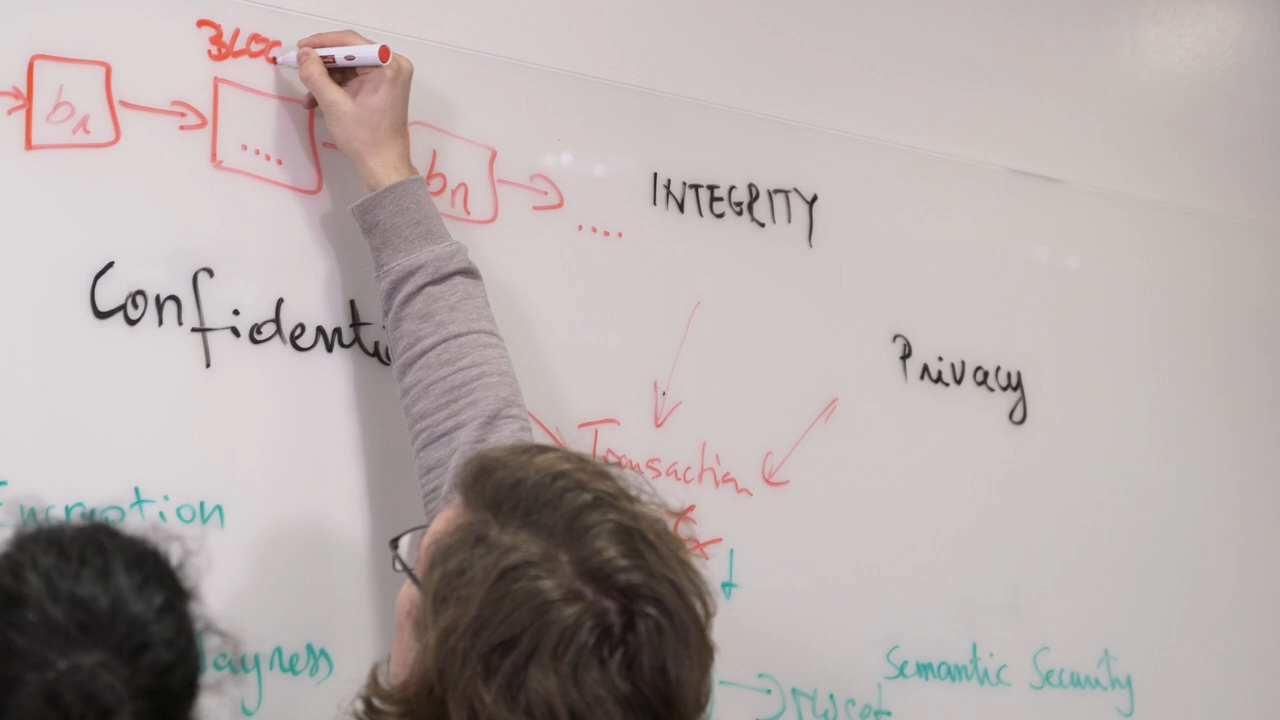 BLOC
bn
....
bn
....
INTEGRITY
Confidenti
Privacy
Transaction
Encryption
Semantic Security